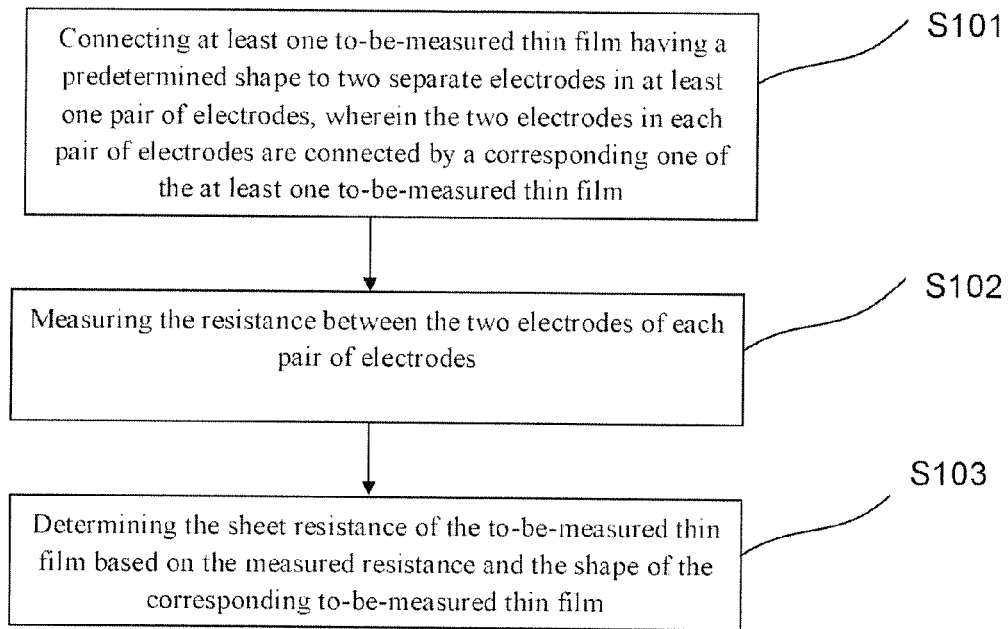 S101
Connecting at least one to-be-measured thin film having a
predetermined shape to two separate electrodes in at least
one pair of electrodes, wherein the two electrodes in each
pair of electrodes are connected by a corresponding one of
the at least one to-be-measured thin film
S102
Measuring the resistance between the two electrodes of each
pair of electrodes
S103
Determining the sheet resistance of the to-be-measured thin
film based on the measured resistance and the shape of the
corresponding to-be-measured thin film